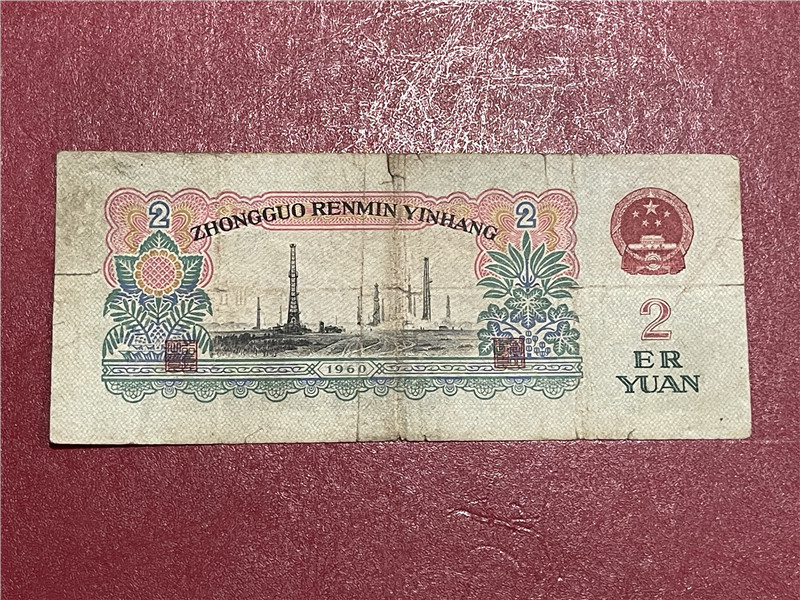 2 2
ZHONGGUO RENMIN YINHANG
1960
2
ER
YUAN